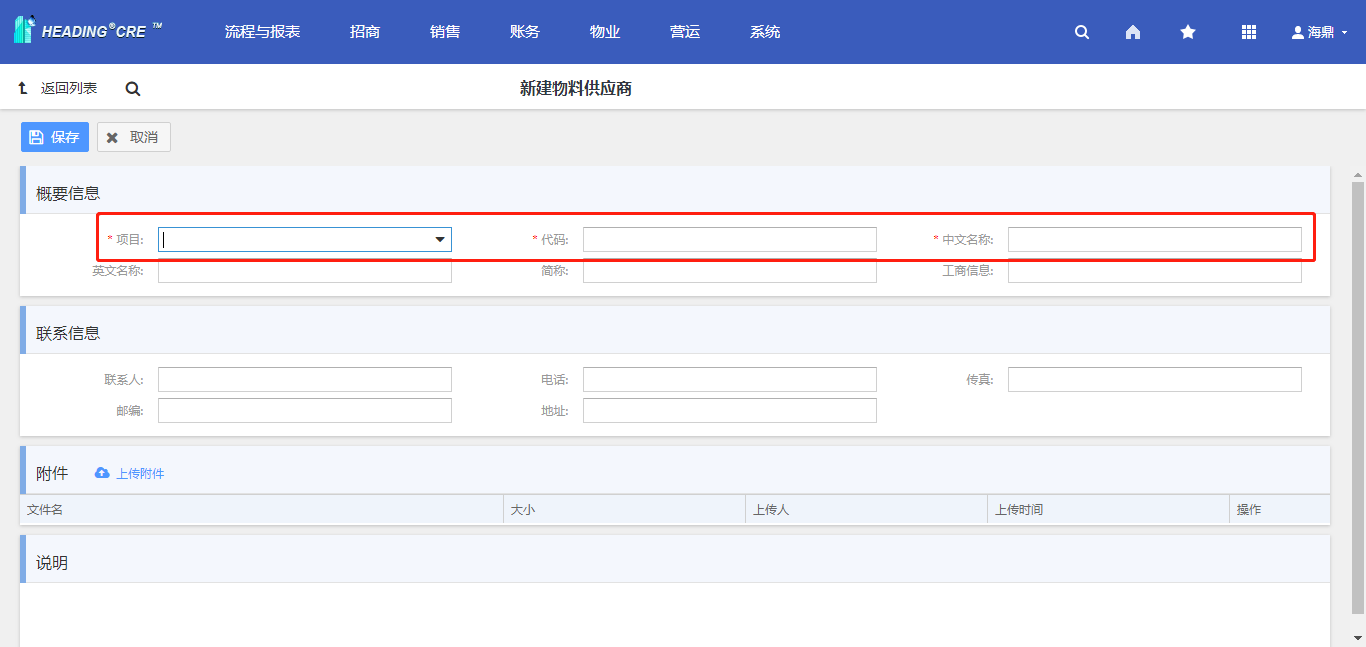 HEADING®CRE ™ 流程与报表 招商 销售 账务 物业 营运 系统 海鼎
返回列表 新建物料供应商
保存 取消
概要信息
* 项目: * 代码: * 中文名称:
英文名称: 简称: 工商信息:
联系信息
联系人: 电话: 传真:
邮编: 地址:
附件 上传附件
文件名 大小 上传人 上传时间 操作
说明